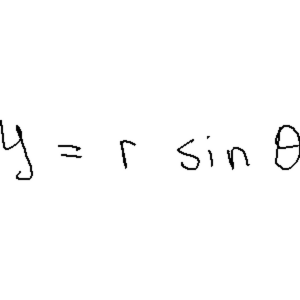 y = r sin θ